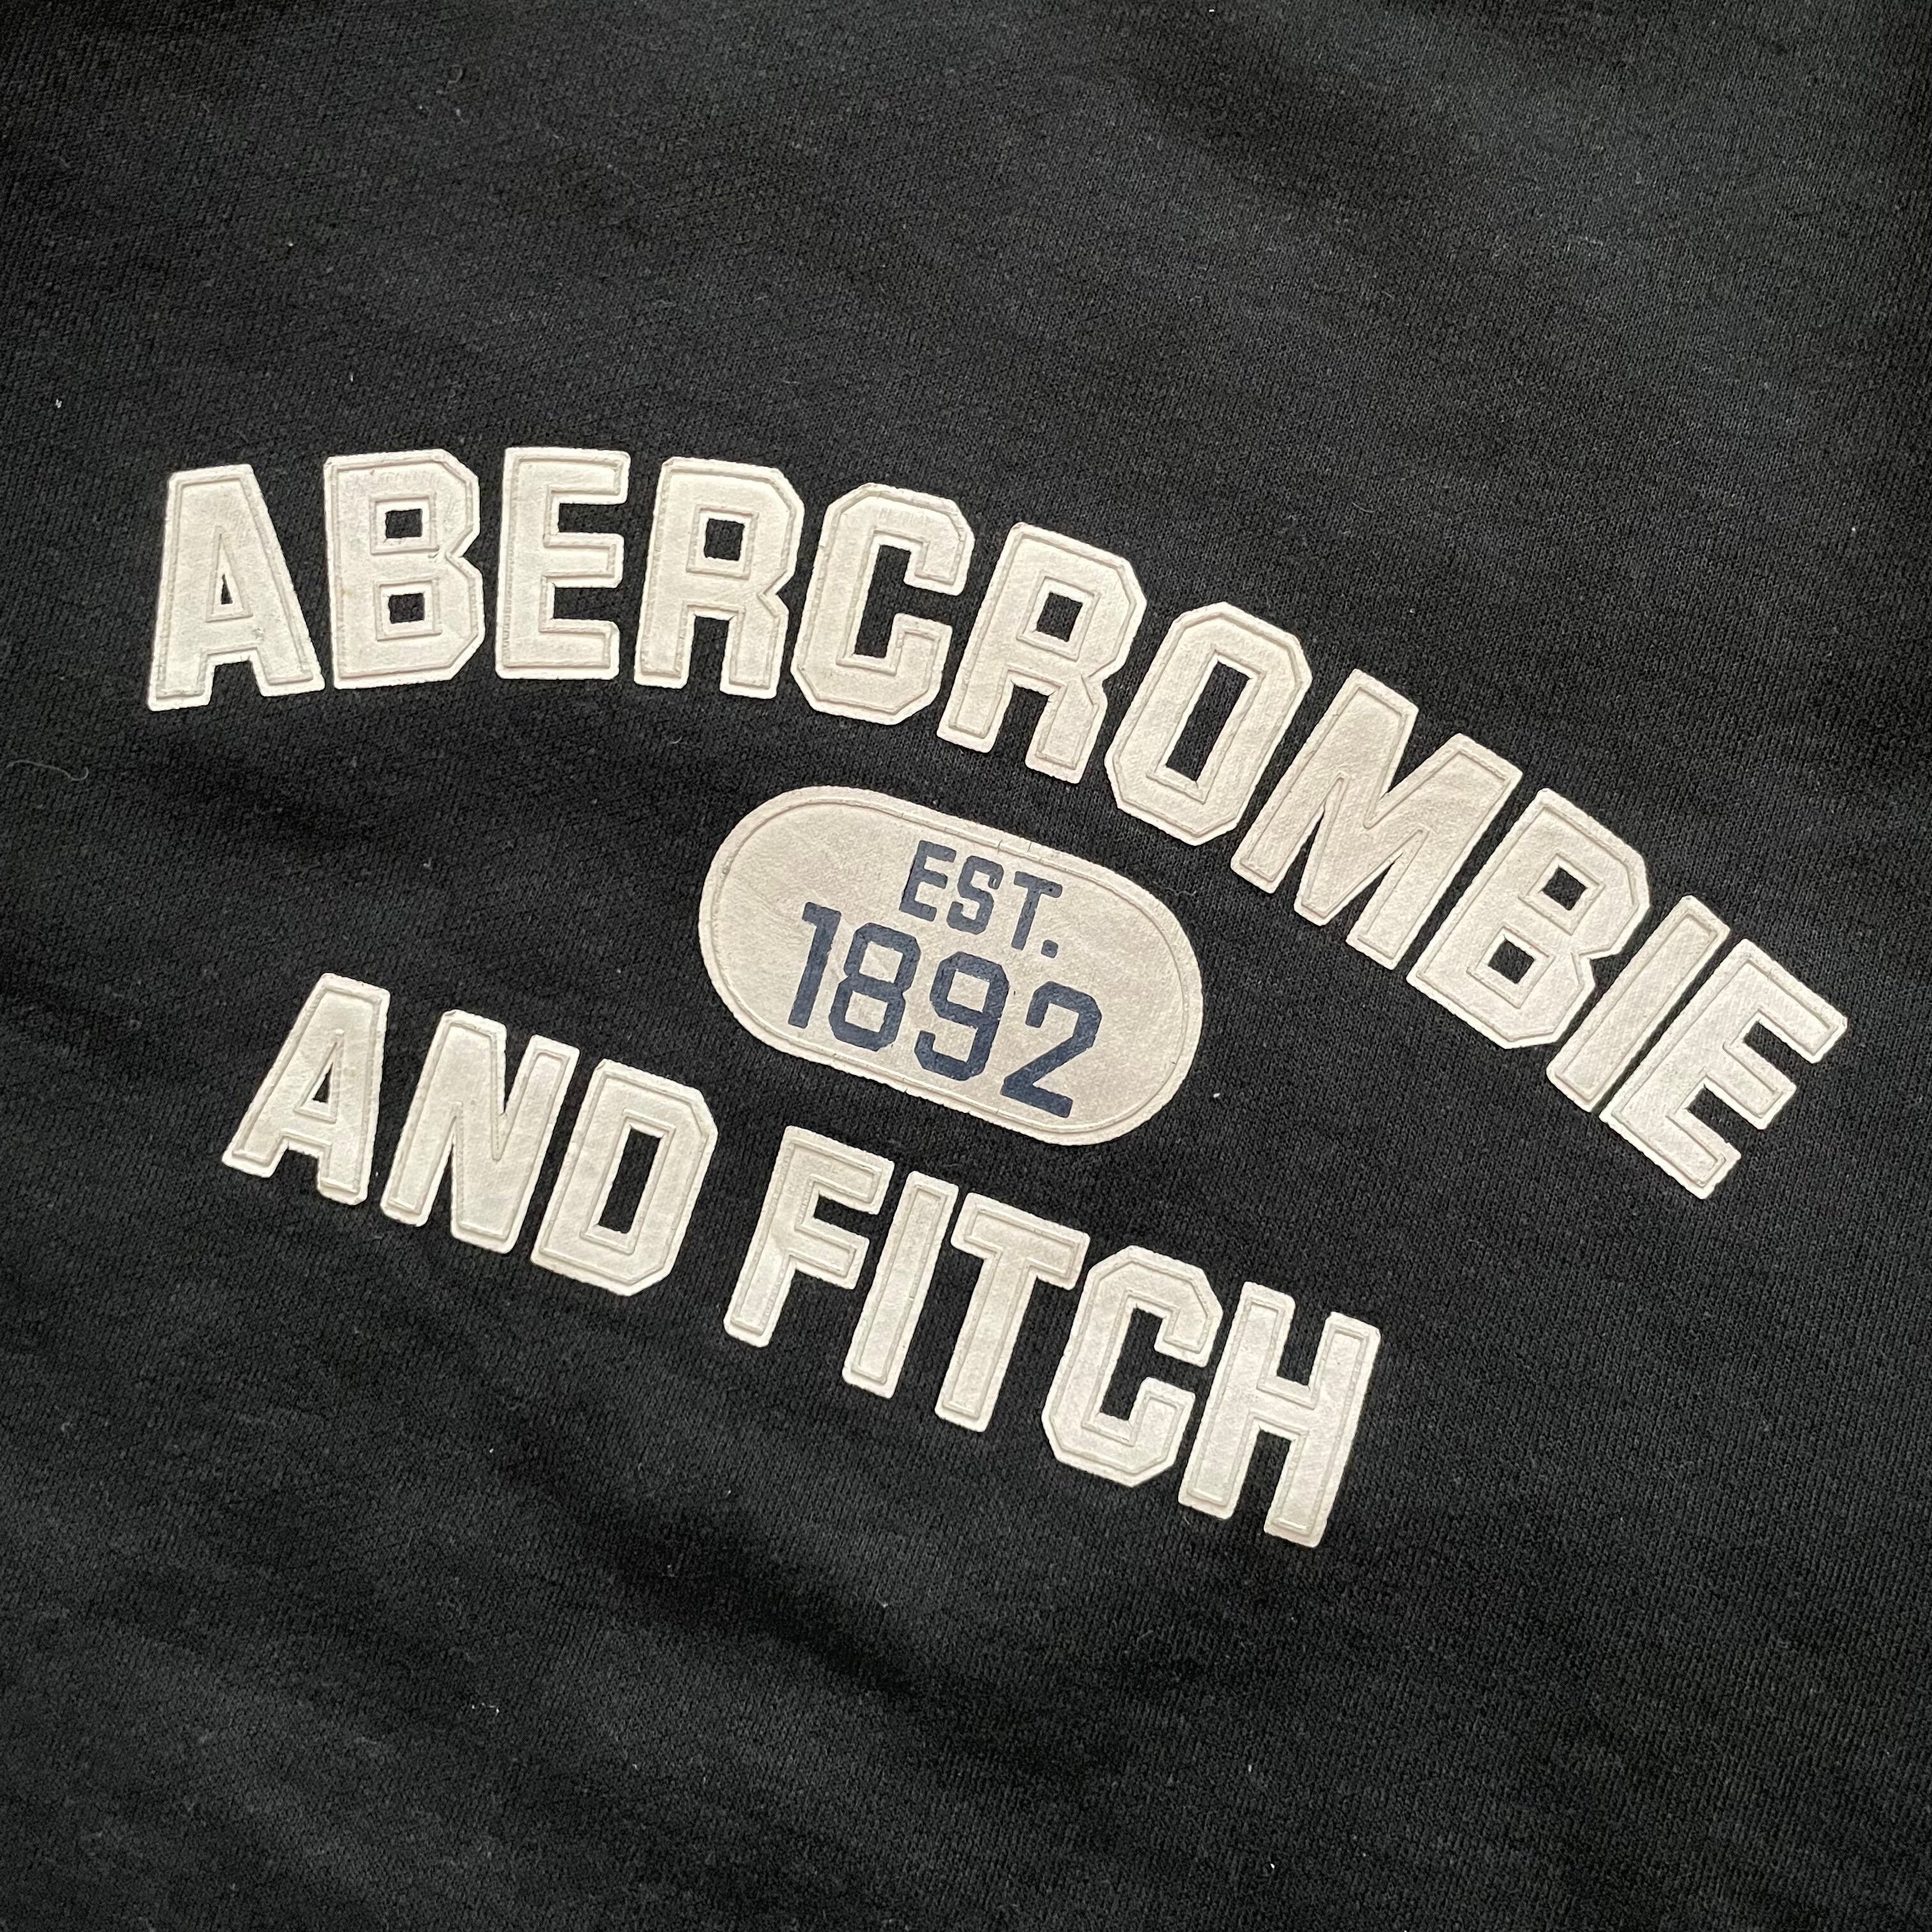 ABERCROMBIE
EST.
1892
AND FITCH